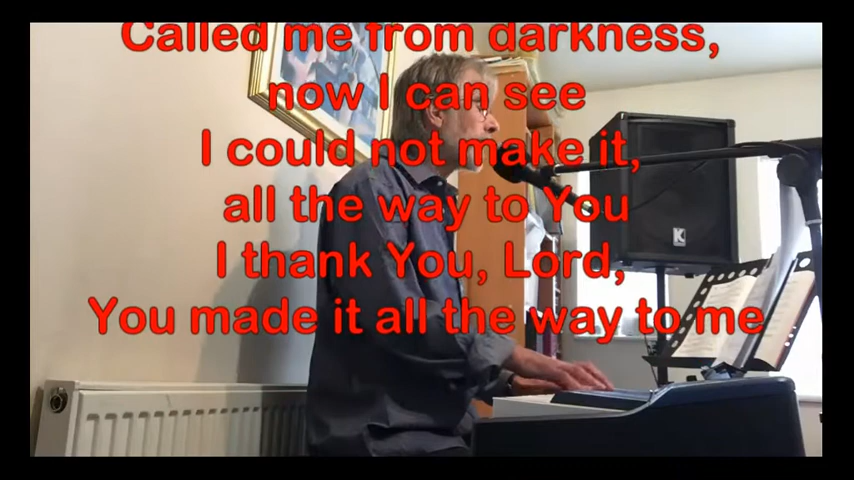 Called me from darkness,
now I can see
I could not make it,
all the way to You
I thank You, Lord,
You made it all the way to me
K